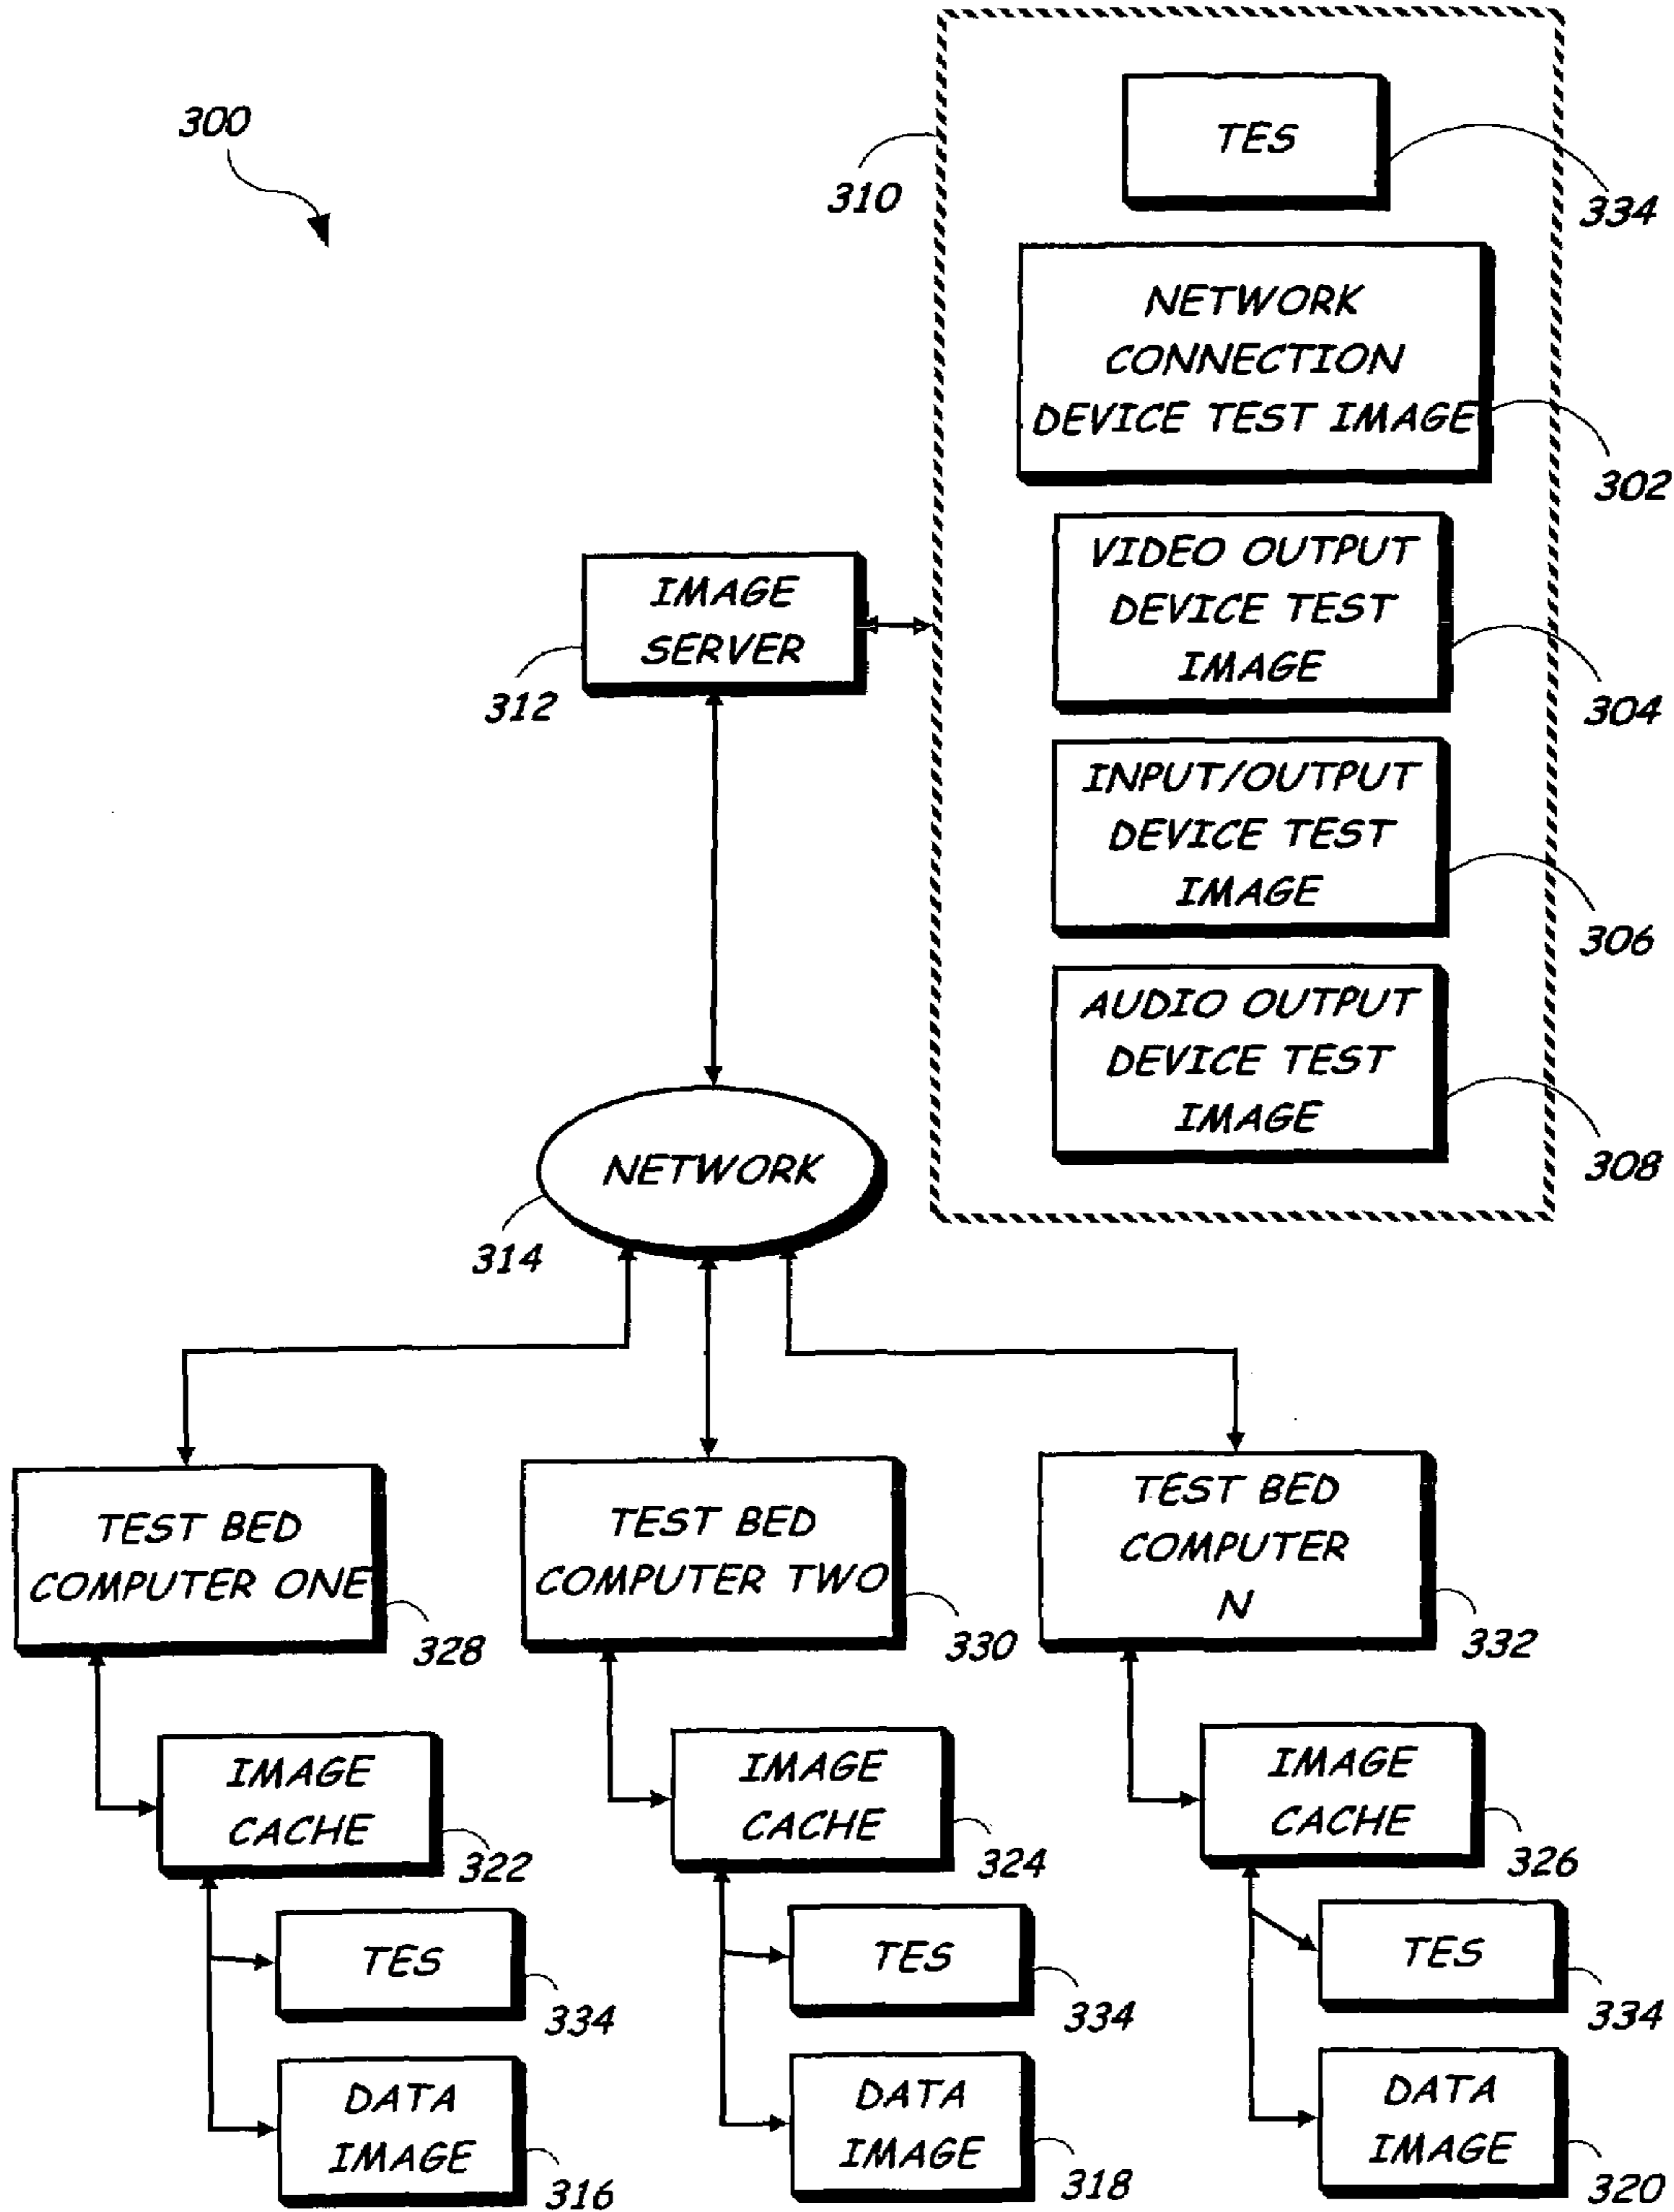 300
310
TES
334
NETWORK
CONNECTION
DEVICE TEST IMAGE
302
VIDEO OUTPUT
DEVICE TEST
IMAGE
304
IMAGE
SERVER
312
INPUT/OUTPUT
DEVICE TEST
IMAGE
306
AUDIO OUTPUT
DEVICE TEST
IMAGE
308
NETWORK
314
TEST BED
COMPUTER ONE
328
TEST BED
COMPUTER TWO
330
TEST BED
COMPUTER
N
332
IMAGE
CACHE
322
IMAGE
CACHE
324
IMAGE
CACHE
326
TES
334
TES
334
TES
334
DATA
IMAGE
316
DATA
IMAGE
318
DATA
IMAGE
320